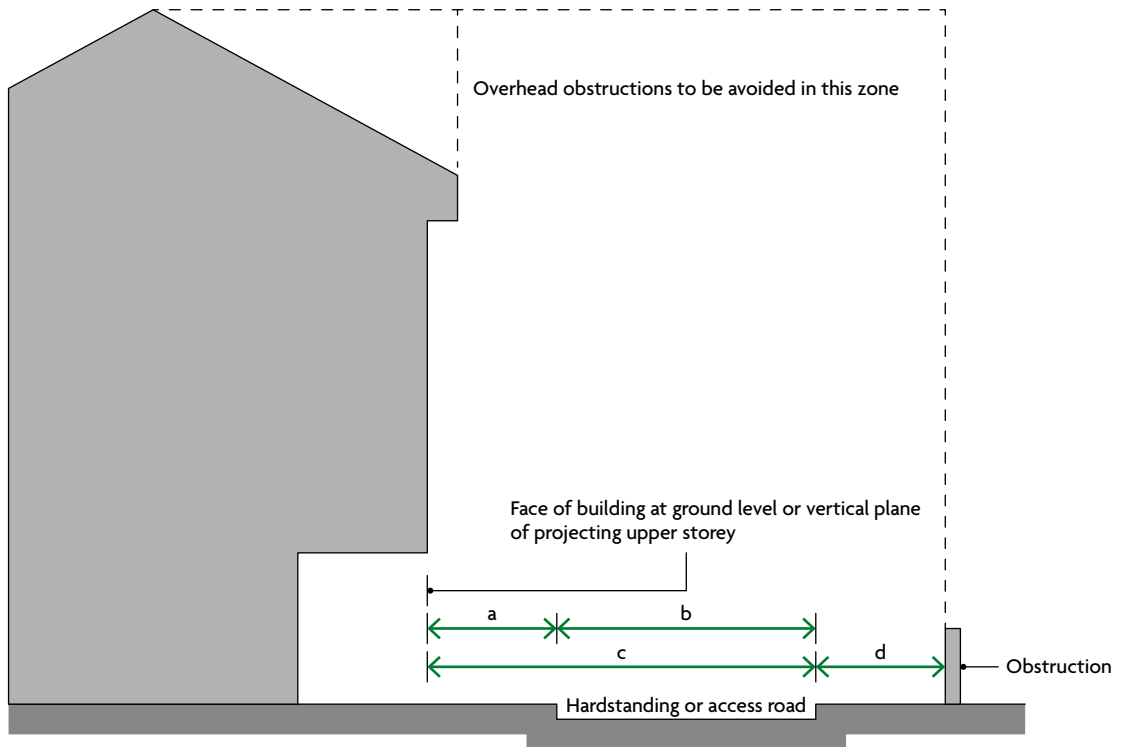 Overhead obstructions to be avoided in this zone
Face of building at ground level or vertical plane
of projecting upper storey
a
b
c
d
Obstruction
Hardstanding or access road